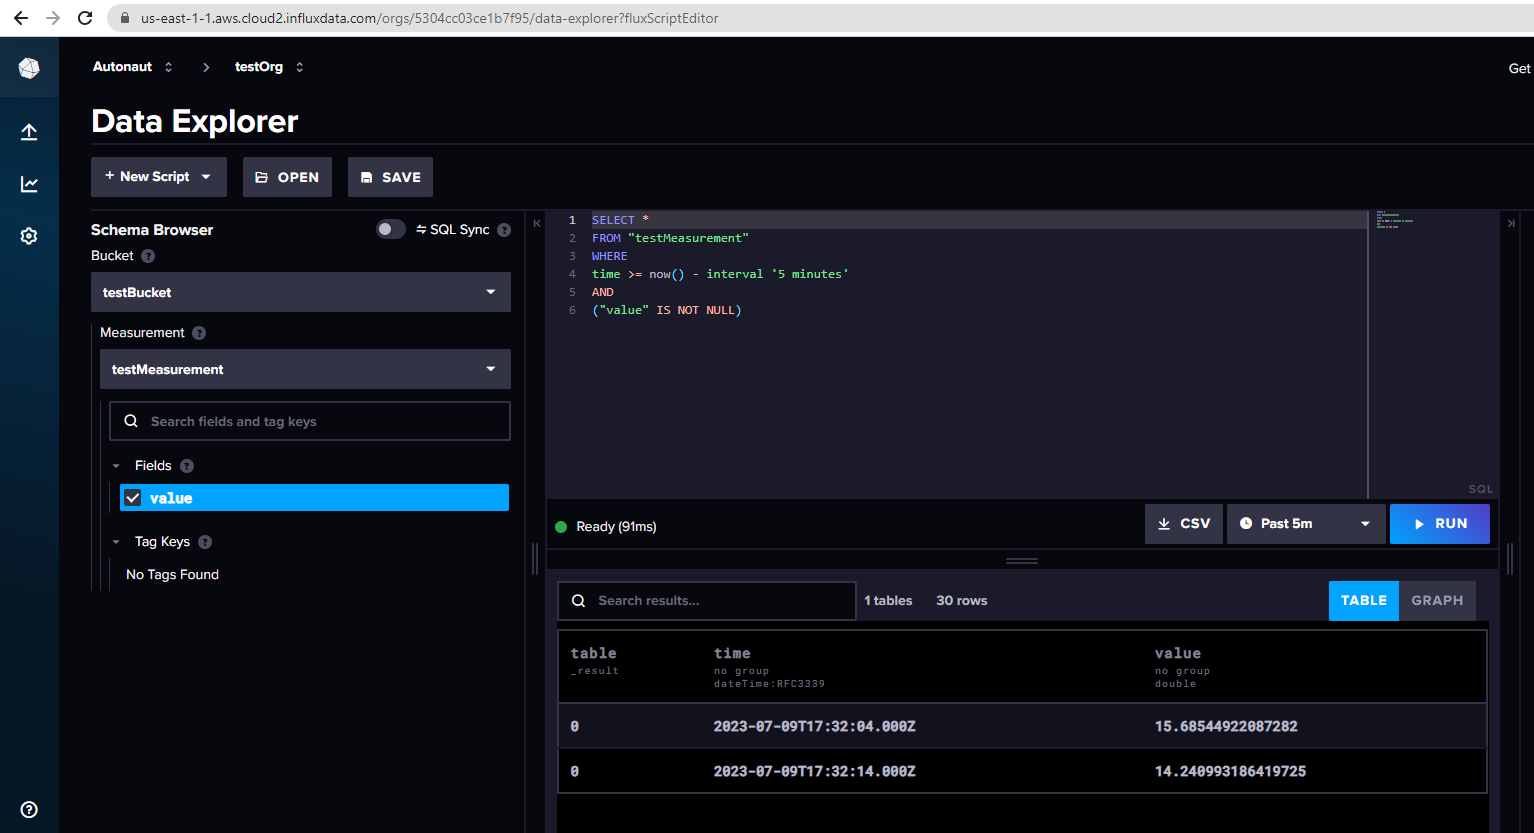 us-east-1-1.aws.cloud2.influxdata.com/orgs/5304cc03ce1b7f95/data-explorer?fluxScriptEditor
Autonaut > testOrg
Get
Data Explorer
+ New Script
OPEN
SAVE
Schema Browser
SQL Sync ?
Bucket ?
testBucket
Measurement ?
testMeasurement
Search fields and tag keys
Fields ?
value
Tag Keys ?
No Tags Found
1 SELECT *
2 FROM "testMeasurement"
3 WHERE
4 time >= now() - interval '5 minutes'
5 AND
6 ("value" IS NOT NULL)
SQL
Ready (91ms)
CSV
Past 5m
RUN
Search results...
1 tables
30 rows
TABLE
GRAPH
table time value
_result no group no group
dateTime:RFC3339 double
0 2023-07-09T17:32:04.000Z 15.68544922087282
0 2023-07-09T17:32:14.000Z 14.240993186419725
?